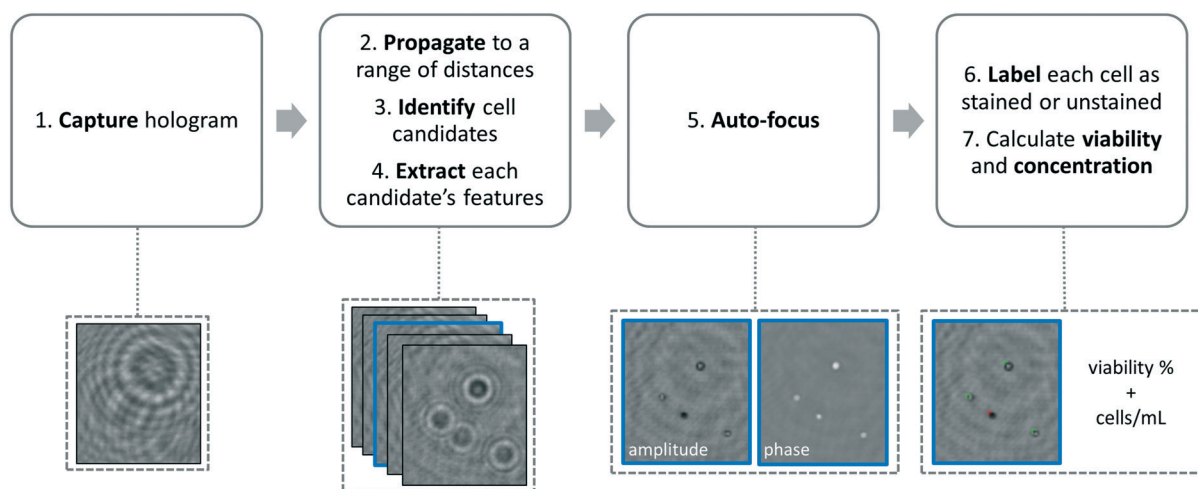 1. Capture hologram
2. Propagate to a
range of distances
3. Identify cell
candidates
4. Extract each
candidate's features
5. Auto-focus
6. Label each cell as
stained or unstained
7. Calculate viability
and concentration
amplitude
phase
viability %
+
cells/mL